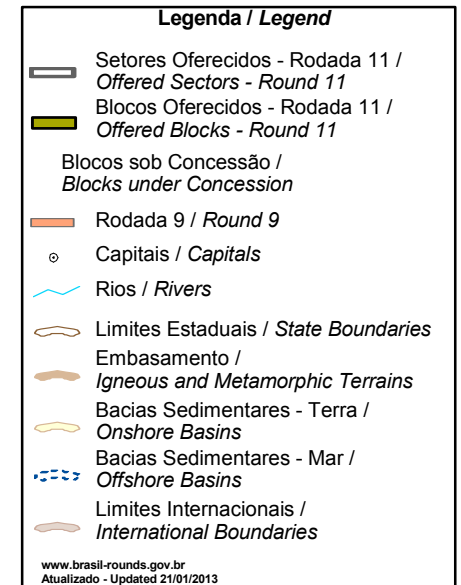 Legenda / Legend
Setores Oferecidos - Rodada 11 /
Offered Sectors - Round 11
Blocos Oferecidos - Rodada 11 /
Offered Blocks - Round 11
Blocos sob Concessão /
Blocks under Concession
Rodada 9 / Round 9
Capitais / Capitals
Rios / Rivers
Limites Estaduais / State Boundaries
Embasamento /
Igneous and Metamorphic Terrains
Bacias Sedimentares - Terra /
Onshore Basins
Bacias Sedimentares - Mar /
Offshore Basins
Limites Internacionais /
International Boundaries
www.brasil-rounds.gov.br
Atualizado - Updated 21/01/2013